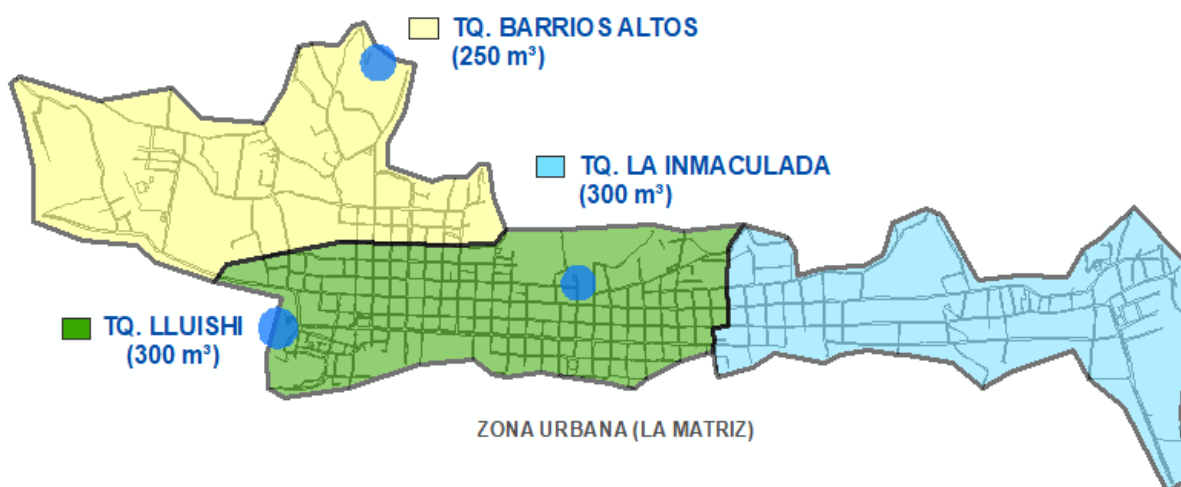 TQ. BARRIOS ALTOS
(250 m³)
TQ. LA INMACULADA
(300 m³)
TQ. LLUISHI
(300 m³)
ZONA URBANA (LA MATRIZ)